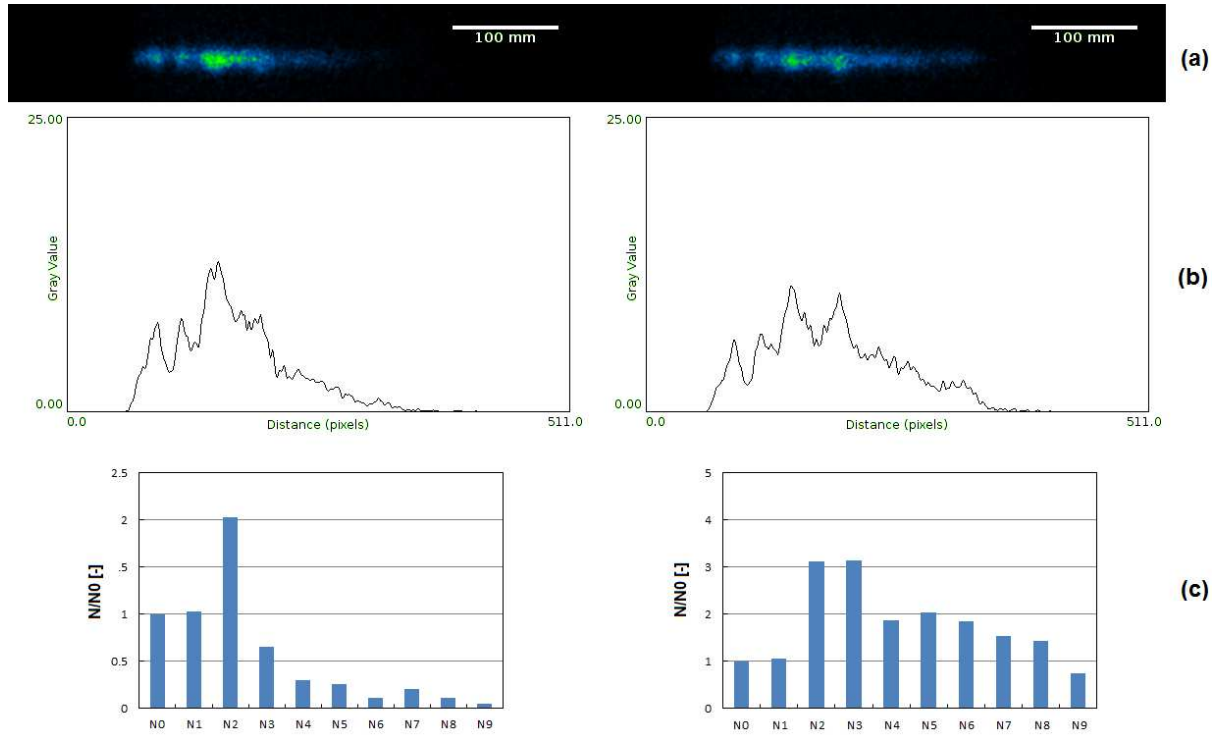 100 mm 100 mm
(a)
25.00 25.00
Gray Value Gray Value
(b)
0.00 0.00
0.0 Distance (pixels) 511.0 0.0 Distance (pixels) 511.0
2.5 5
2 4
.5 3
N/N0 [-] N/N0 [-]
(c)
1 2
0.5 1
0 0
N0 N1 N2 N3 N4 N5 N6 N7 N8 N9 N0 N1 N2 N3 N4 N5 N6 N7 N8 N9